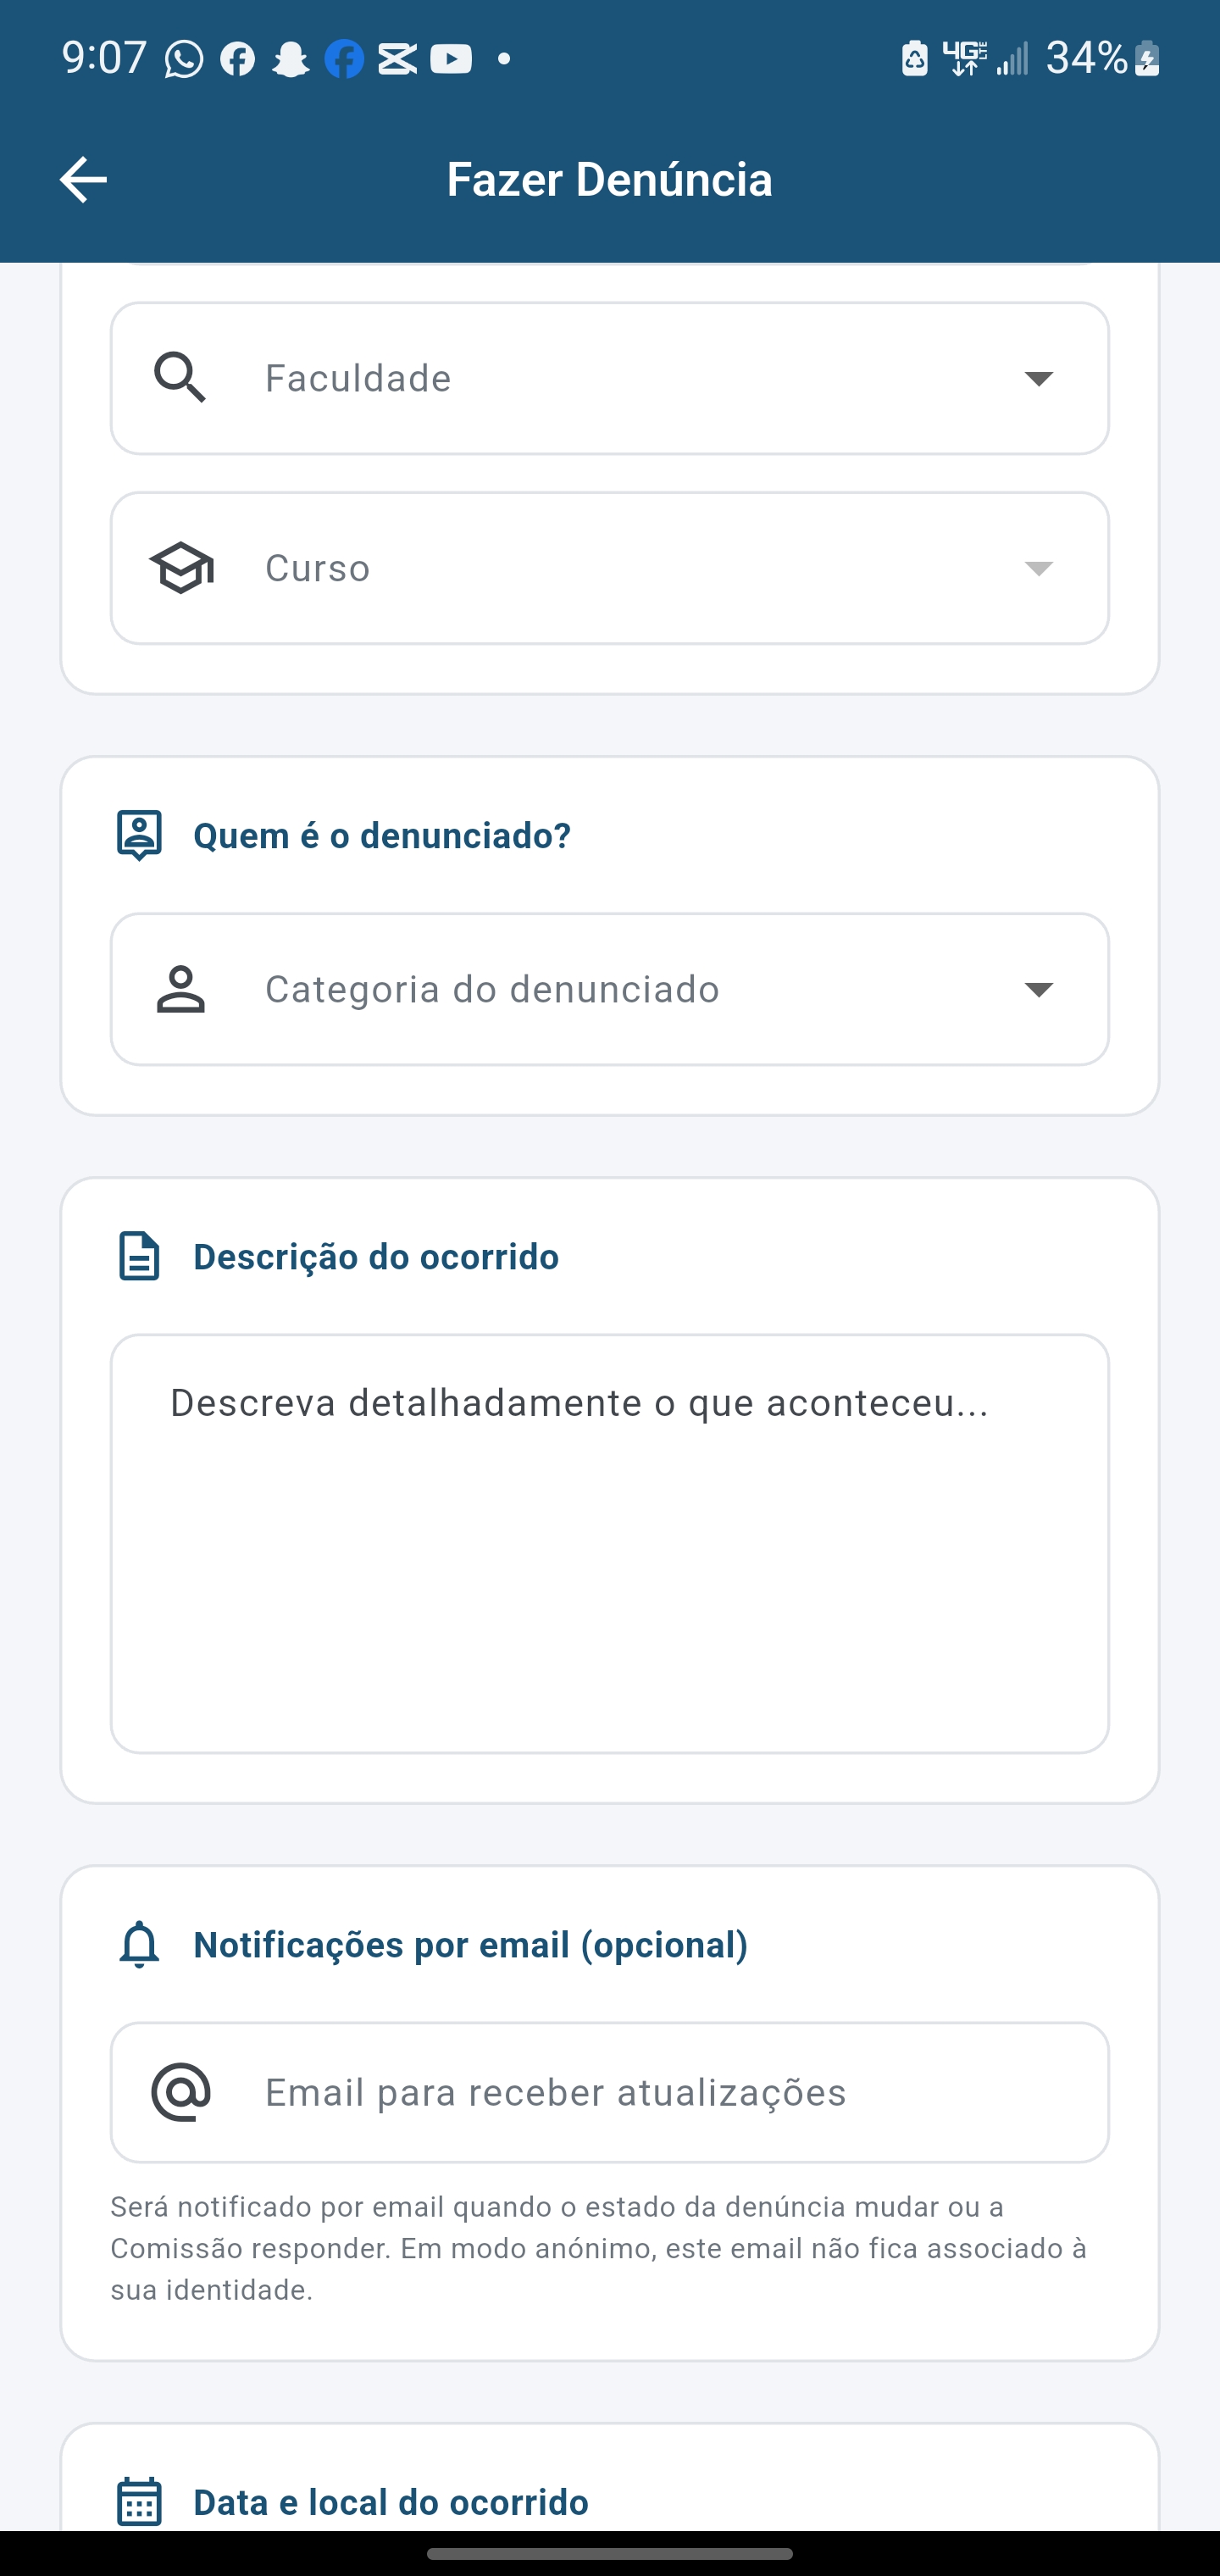 9:07
4G LTE
34%
Fazer Denúncia
Faculdade
Curso
Quem é o denunciado?
Categoria do denunciado
Descrição do ocorrido
Descreva detalhadamente o que aconteceu...
Notificações por email (opcional)
Email para receber atualizações
Será notificado por email quando o estado da denúncia mudar ou a
Comissão responder. Em modo anónimo, este email não fica associado à
sua identidade.
Data e local do ocorrido